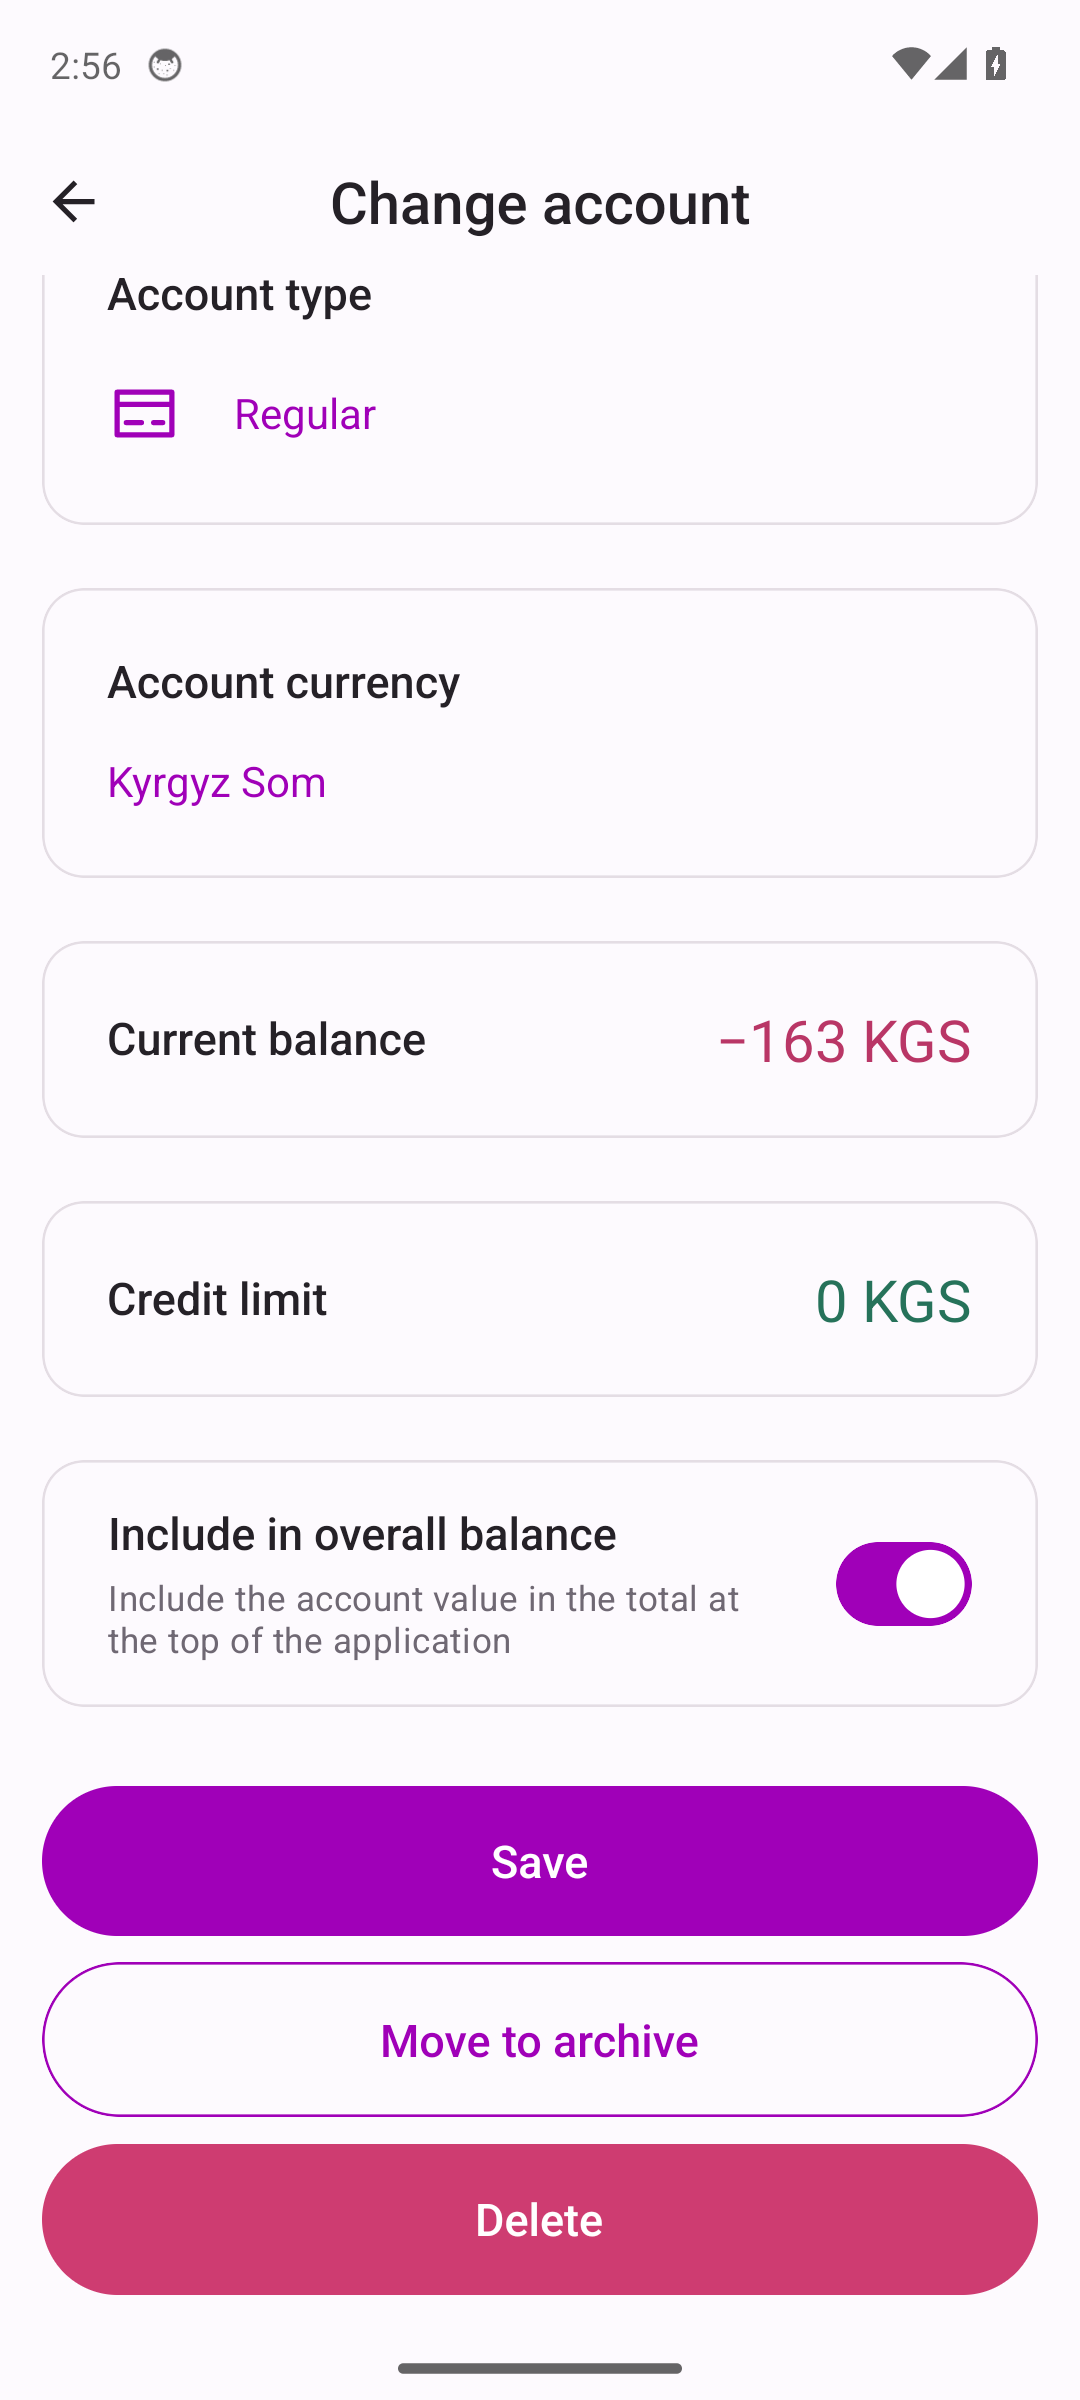 2:56
Change account
Account type
Regular
Account currency
Kyrgyz Som
Current balance
–163 KGS
Credit limit
0 KGS
Include in overall balance
Include the account value in the total at
the top of the application
Save
Move to archive
Delete